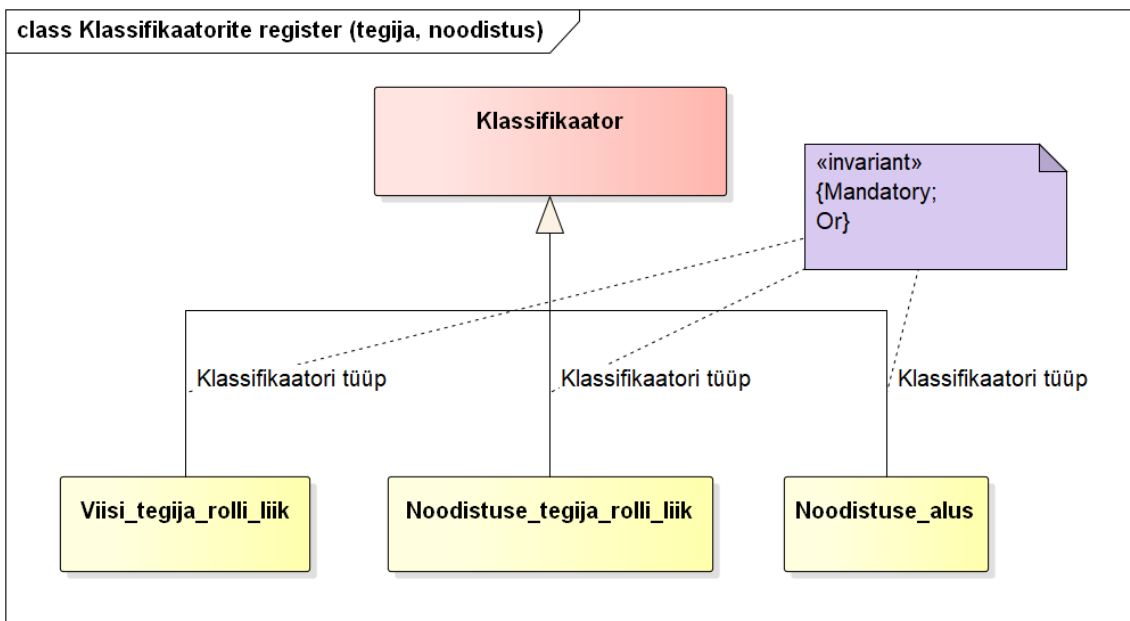 class Klassifikaatorite register (tegija, noodistus)
Klassifikaator
«invariant»
{Mandatory;
Or}
Klassifikaatori tüüp
Klassifikaatori tüüp
Klassifikaatori tüüp
Viisi_tegija_rolli_liik
Noodistuse_tegija_rolli_liik
Noodistuse_alus